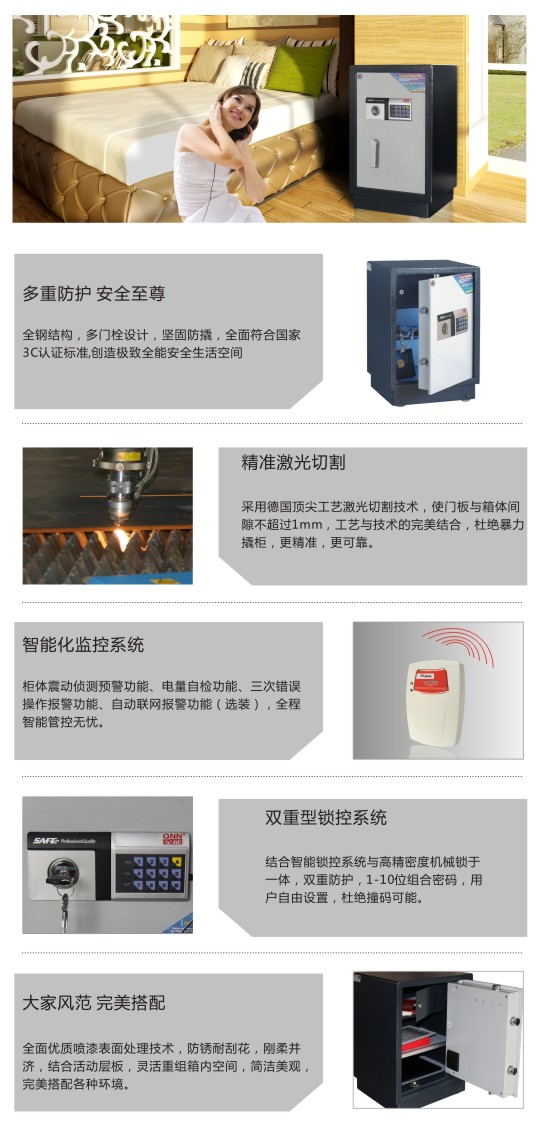 多重防护 安全至尊
全钢结构，多门栓设计，坚固防撬，全面符合国家
3C认证标准,创造极致全能安全生活空间
精准激光切割
采用德国顶尖工艺激光切割技术，使门板与箱体间
隙不超过1mm，工艺与技术的完美结合，杜绝暴力
撬柜，更精准，更可靠。
智能化监控系统
柜体震动侦测预警功能、电量自检功能、三次错误
操作报警功能、自动联网报警功能（选装），全程
智能管控无忧。
SAFE Professional Quality
QNN
双重型锁控系统
结合智能锁控系统与高精密度机械锁于
一体，双重防护，1-10位组合密码，用
户自由设置，杜绝撞码可能。
大家风范 完美搭配
全面优质喷漆表面处理技术，防锈耐刮花，刚柔并
济，结合活动层板，灵活重组箱内空间，简洁美观，
完美搭配各种环境。